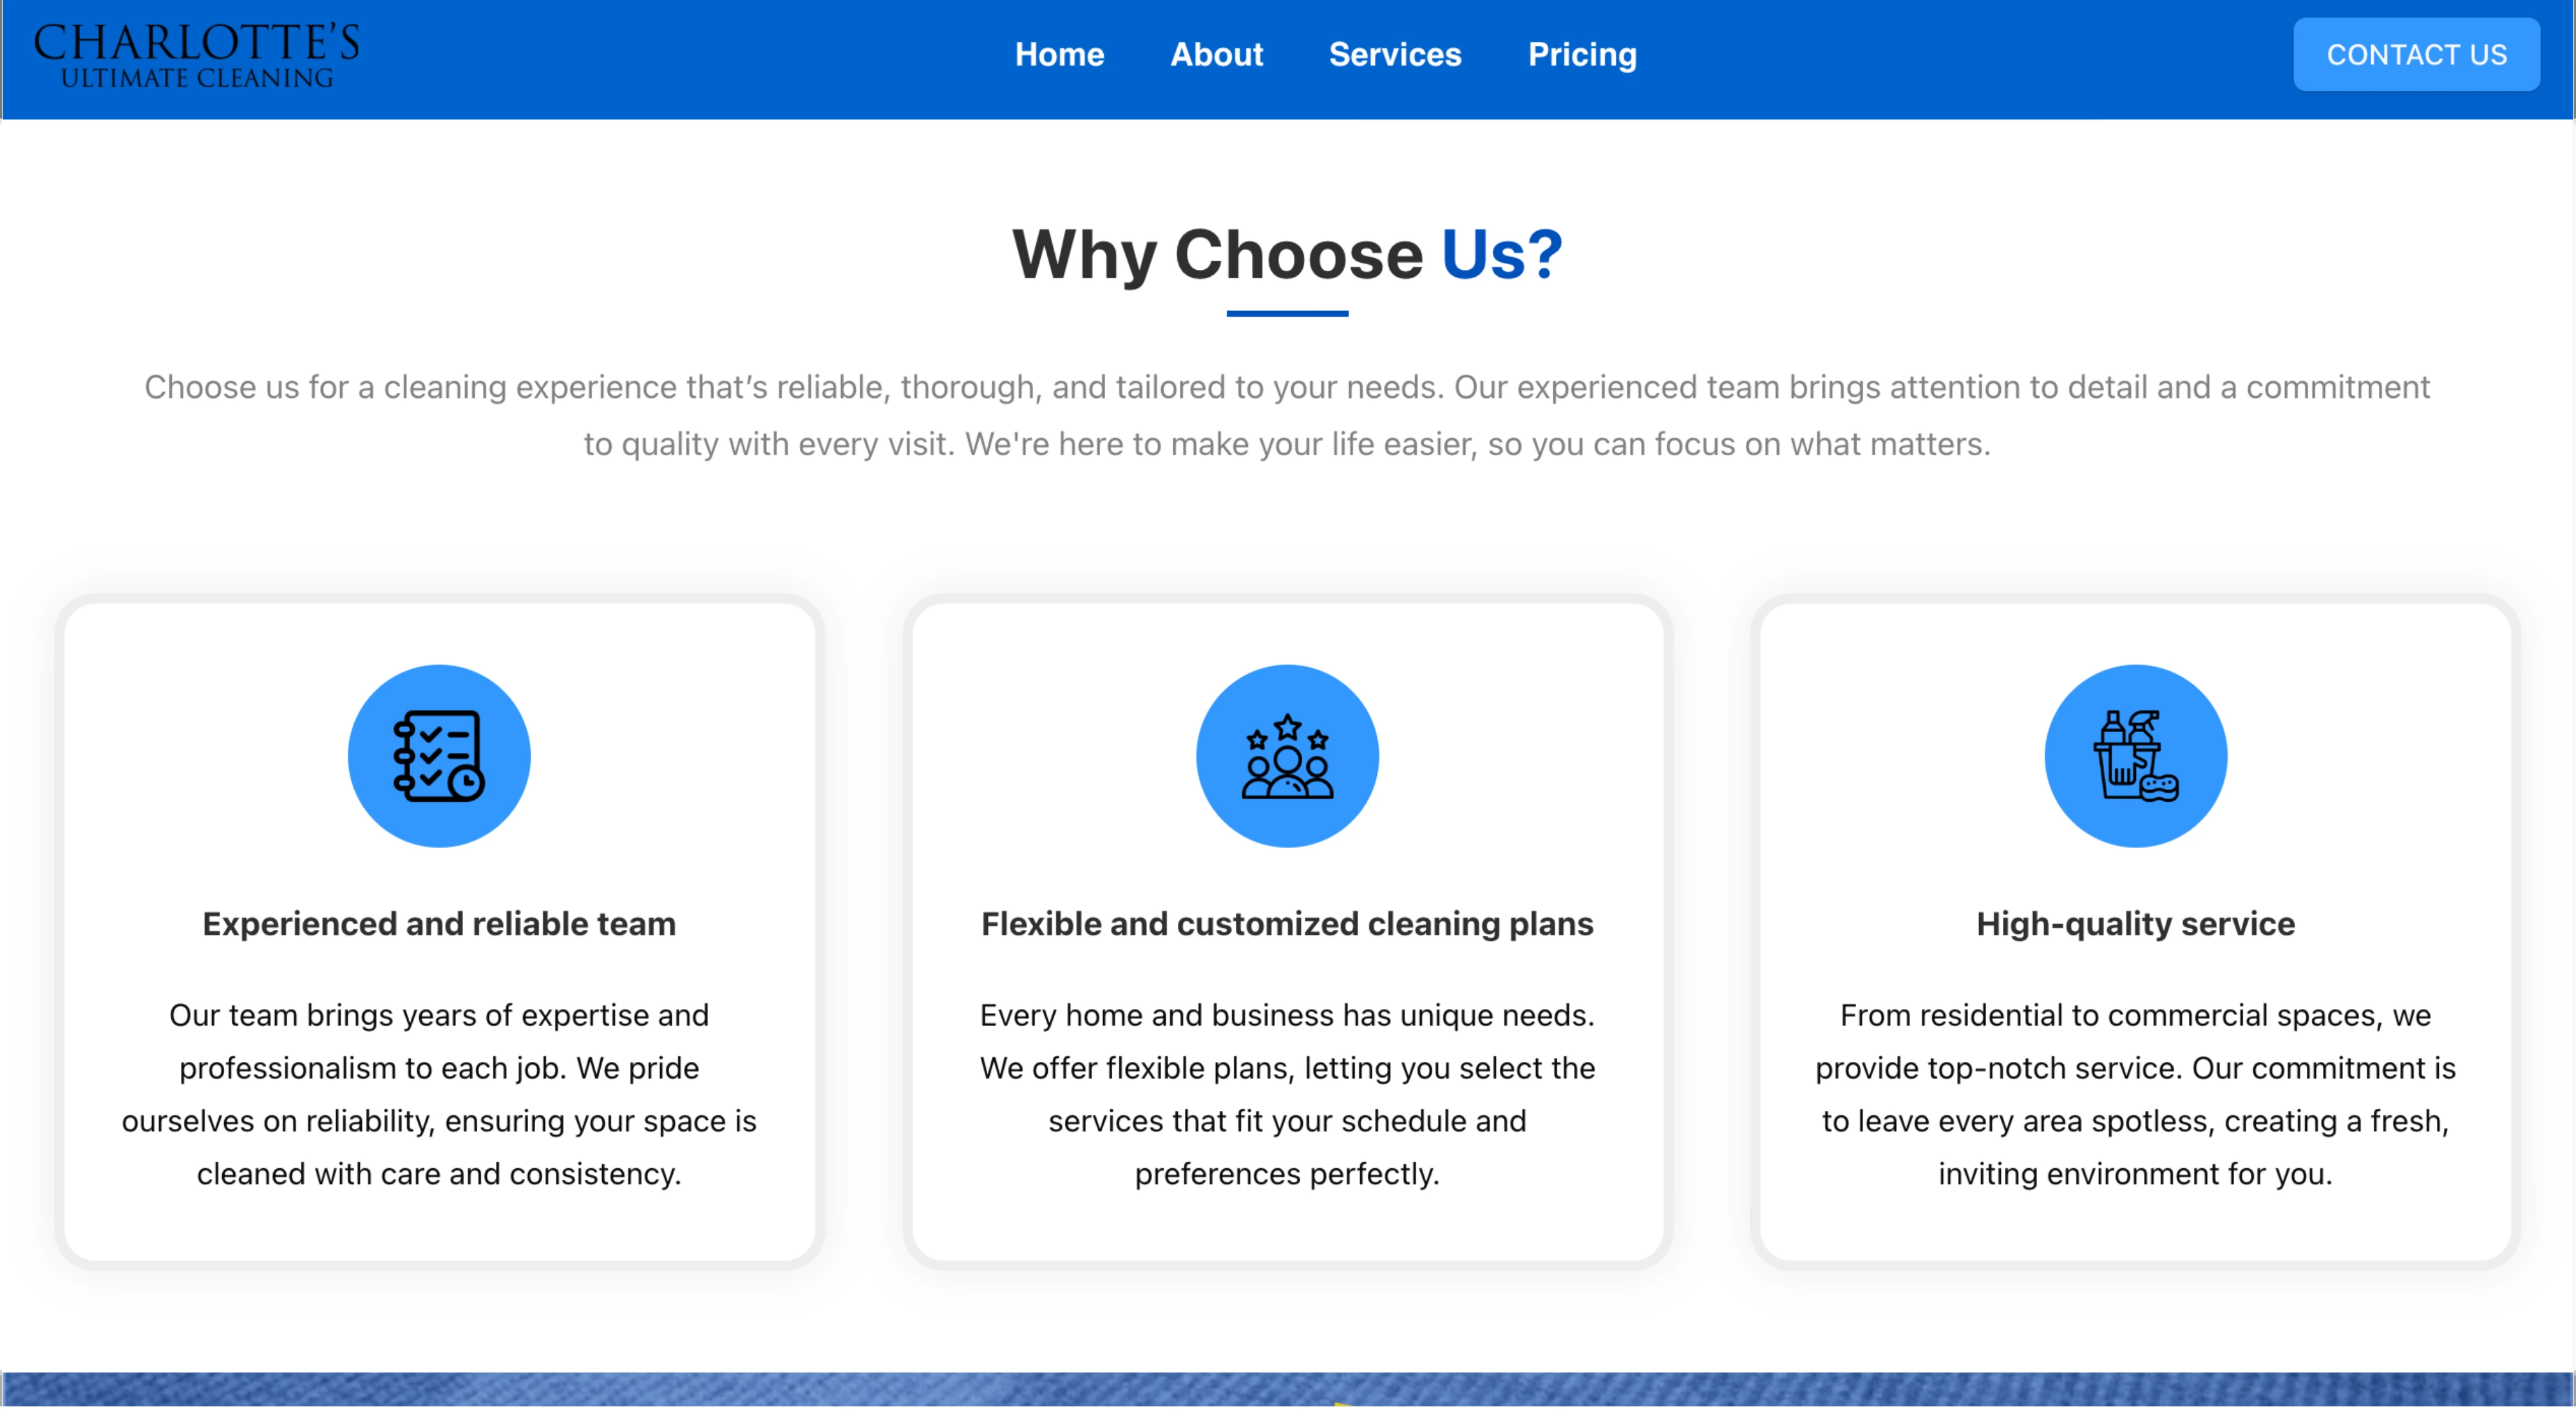 CHARLOTTE'S
ULTIMATE CLEANING
Home About Services Pricing
CONTACT US
Why Choose Us?
Choose us for a cleaning experience that’s reliable, thorough, and tailored to your needs. Our experienced team brings attention to detail and a commitment
to quality with every visit. We're here to make your life easier, so you can focus on what matters.
Experienced and reliable team
Our team brings years of expertise and
professionalism to each job. We pride
ourselves on reliability, ensuring your space is
cleaned with care and consistency.
Flexible and customized cleaning plans
Every home and business has unique needs.
We offer flexible plans, letting you select the
services that fit your schedule and
preferences perfectly.
High-quality service
From residential to commercial spaces, we
provide top-notch service. Our commitment is
to leave every area spotless, creating a fresh,
inviting environment for you.